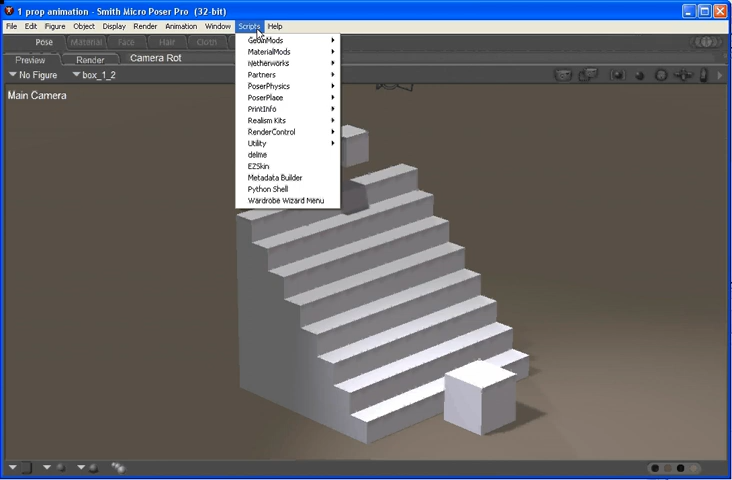 1 prop animation - Smith Micro Poser Pro (32-bit)
File Edit Figure Object Display Render Animation Window Scripts Help
Pose Material Face Hair Cloth
Preview Render Camera Rot
No Figure box_1_2
Main Camera
GeomMods
MaterialMods
Netherworks
Partners
PoserPhysics
PoserPlace
PrintInfo
Realism Kits
RenderControl
Utility
delme
EZSkin
Metadata Builder
Python Shell
Wardrobe Wizard Menu